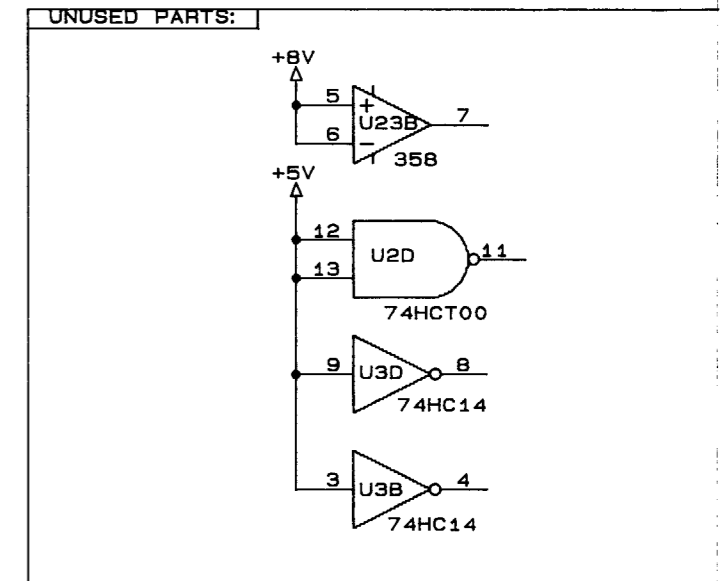 UNUSED PARTS:
+8V
5 + 7
U23B
6 −
358
+5V
12
U2D 11
13
74HCT00
9 U3D 8
74HC14
3 U3B 4
74HC14